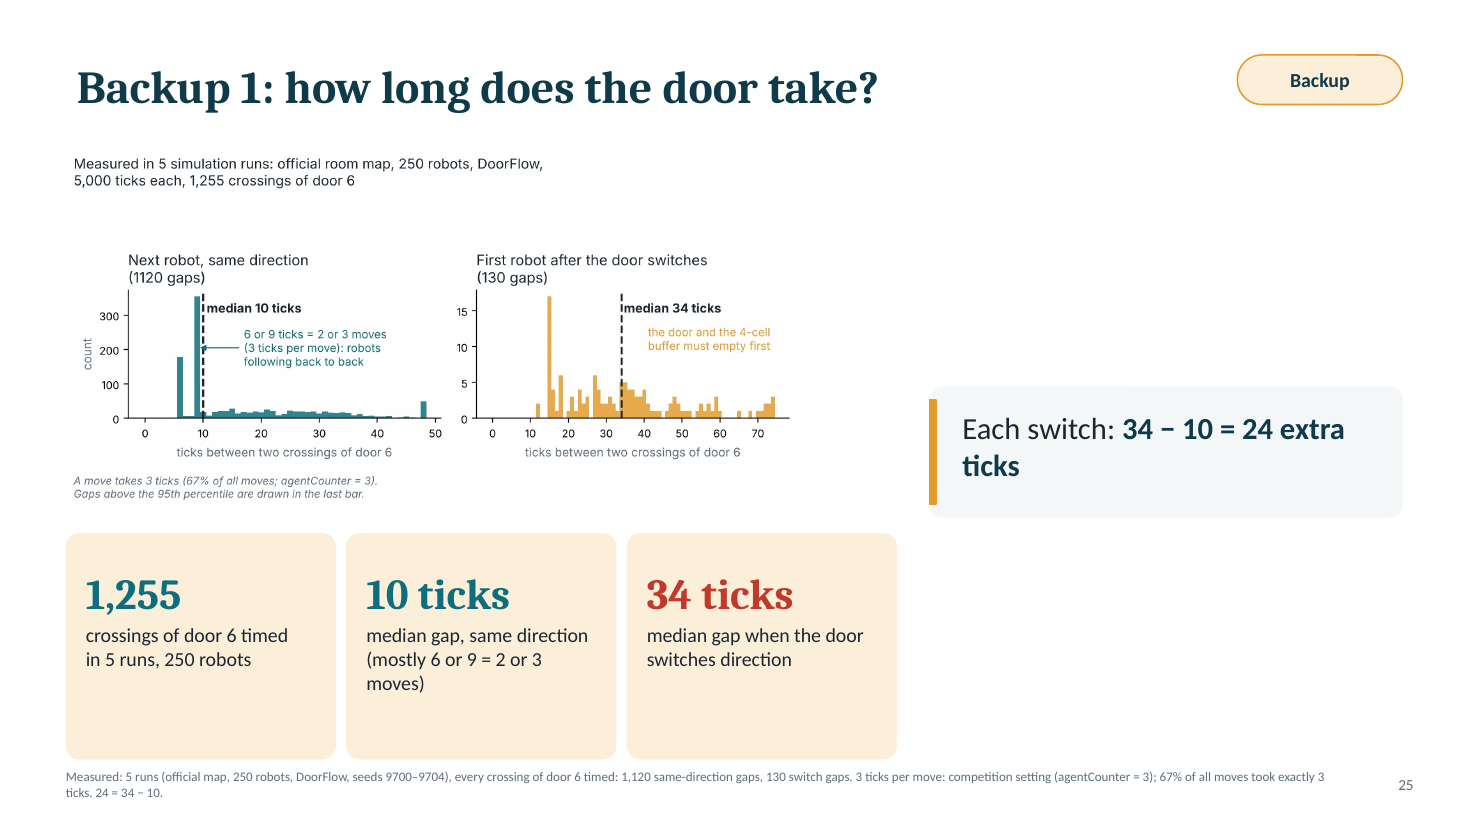 Backup 1: how long does the door take?
Backup
Measured in 5 simulation runs: official room map, 250 robots, DoorFlow,
5,000 ticks each, 1,255 crossings of door 6
Next robot, same direction
(1120 gaps)
median 10 ticks
6 or 9 ticks = 2 or 3 moves
(3 ticks per move): robots
following back to back
count
300
200
100
0
0 10 20 30 40 50
ticks between two crossings of door 6
First robot after the door switches
(130 gaps)
median 34 ticks
the door and the 4-cell
buffer must empty first
15
10
5
0
0 10 20 30 40 50 60 70
ticks between two crossings of door 6
A move takes 3 ticks (67% of all moves; agentCounter = 3).
Gaps above the 95th percentile are drawn in the last bar.
Each switch: 34 − 10 = 24 extra
ticks
1,255
crossings of door 6 timed
in 5 runs, 250 robots
10 ticks
median gap, same direction
(mostly 6 or 9 = 2 or 3
moves)
34 ticks
median gap when the door
switches direction
Measured: 5 runs (official map, 250 robots, DoorFlow, seeds 9700–9704), every crossing of door 6 timed: 1,120 same-direction gaps, 130 switch gaps. 3 ticks per move: competition setting (agentCounter = 3); 67% of all moves took exactly 3
ticks. 24 = 34 − 10.
25